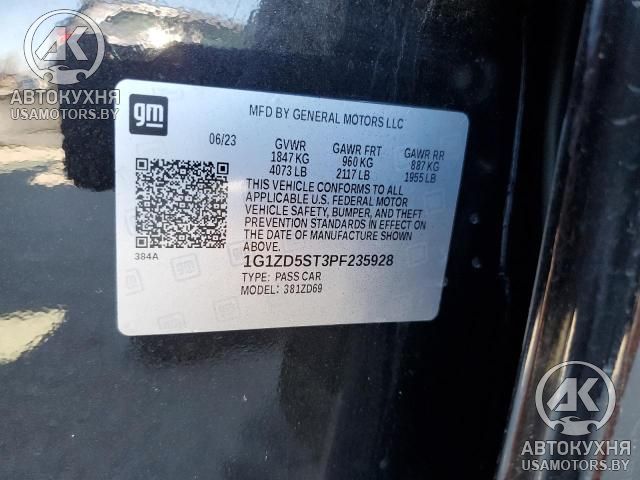 AK
АВТОКУХНЯ
USAMOTORS.BY
gm
MFD BY GENERAL MOTORS LLC
06/23 GVWR GAWR FRT GAWR RR
1847 KG 960 KG 887 KG
4073 LB 2117 LB 1955 LB
THIS VEHICLE CONFORMS TO ALL
APPLICABLE U.S. FEDERAL MOTOR
VEHICLE SAFETY, BUMPER, AND THEFT
PREVENTION STANDARDS IN EFFECT ON
THE DATE OF MANUFACTURE SHOWN
ABOVE.
384A
1G1ZD5ST3PF235928
TYPE: PASS CAR
MODEL: 381ZD69
AK
АВТОКУХНЯ
USAMOTORS.BY